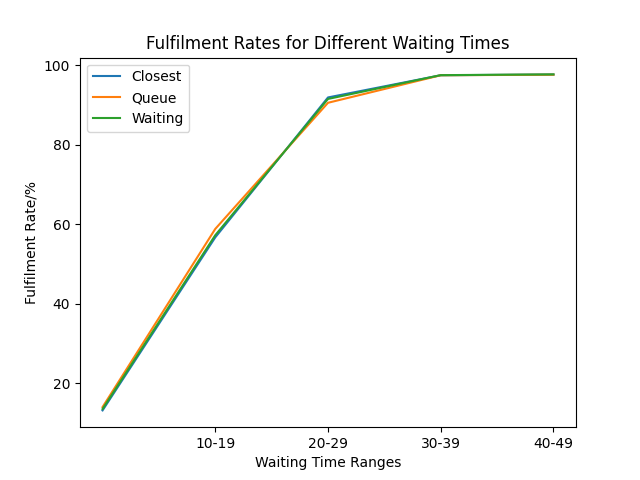 Fulfilment Rates for Different Waiting Times
Closest
Queue
Waiting
100
80
60
40
20
Fulfilment Rate/%
10-19
20-29
30-39
40-49
Waiting Time Ranges